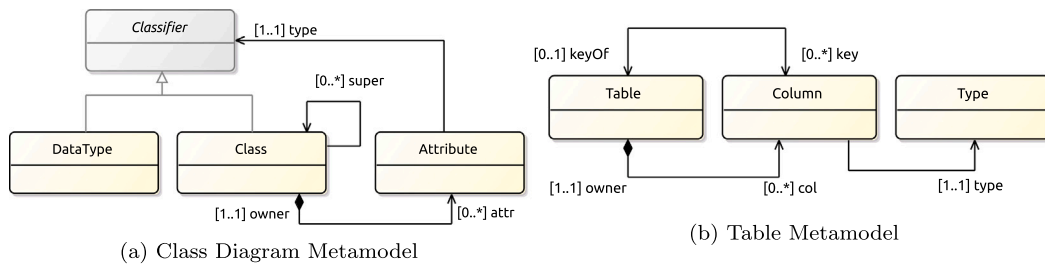 Classifier
[1..1] type
[0..*] super
DataType
Class
Attribute
[1..1] owner
[0..*] attr
(a) Class Diagram Metamodel
[0..1] keyOf
[0..*] key
Table
Column
Type
[1..1] owner
[0..*] col
[1..1] type
(b) Table Metamodel